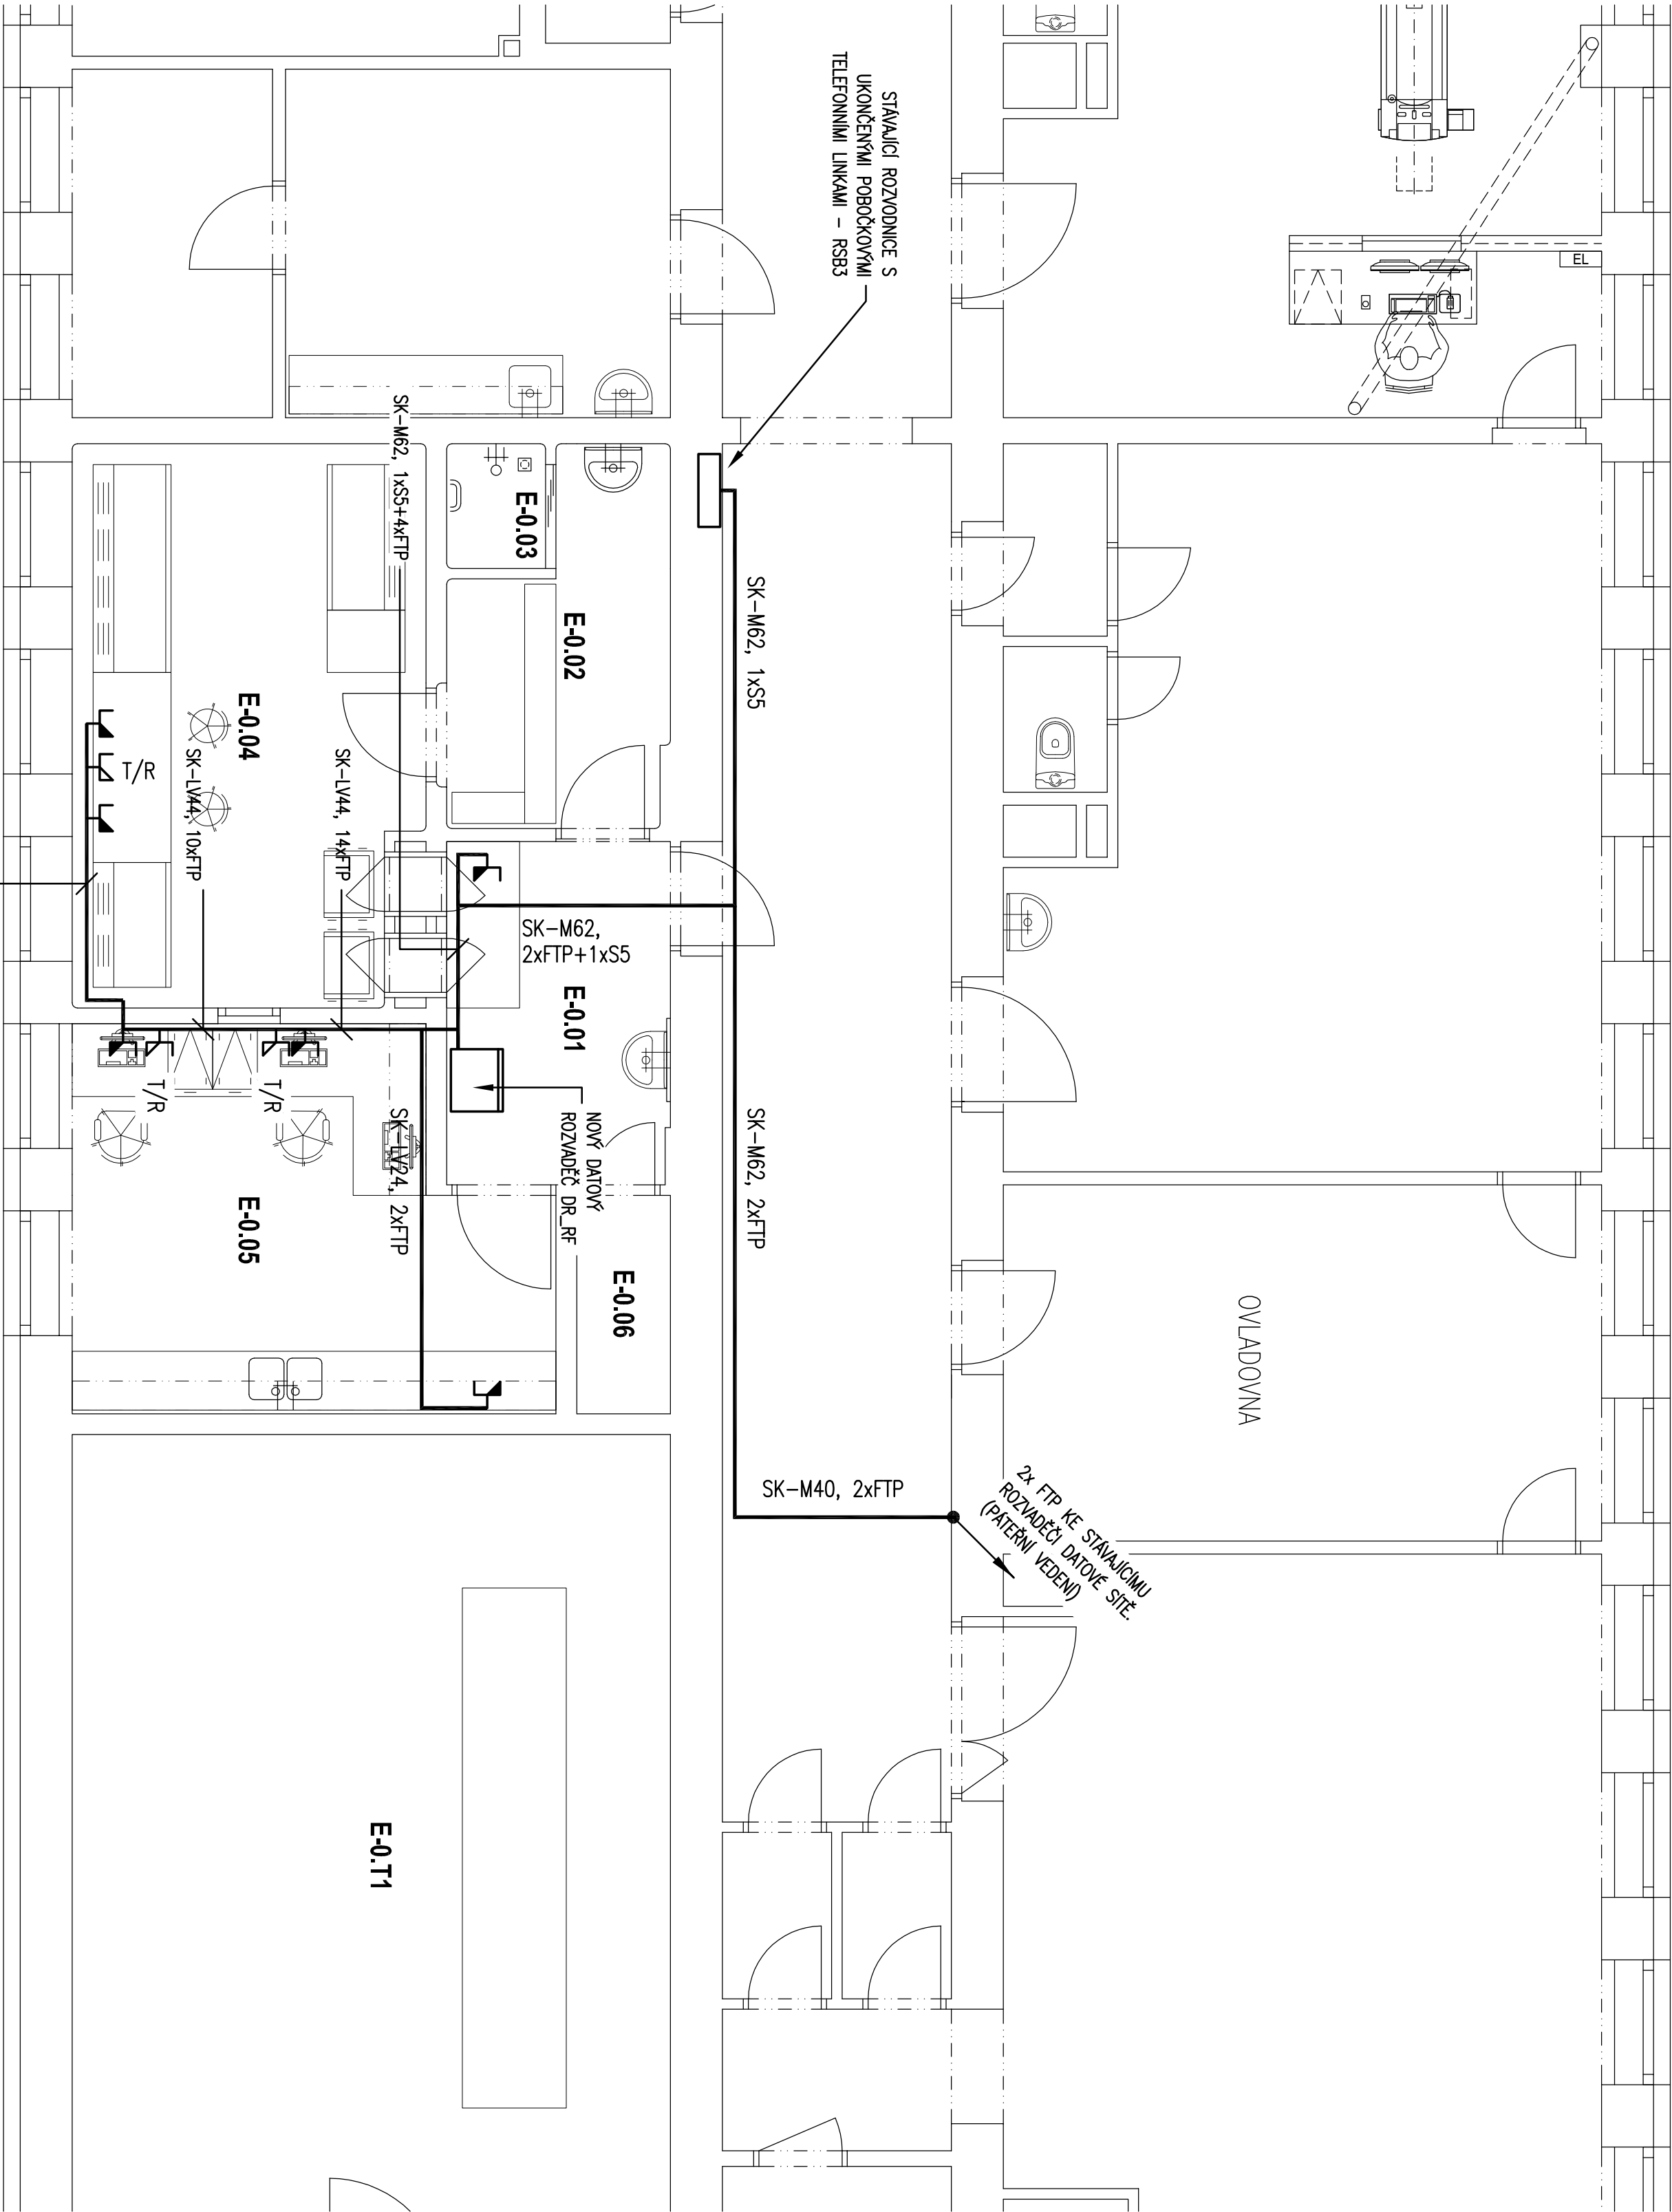 STÁVAJÍCÍ ROZVODNICE S
UKONČENÝMI POBOČKOVÝMI
TELEFONNÍMI LINKAMI - RSB3
EL
SK-M62, 1xS5+4xFTP
E-0.03
E-0.02
SK-M62, 1xS5
E-0.04
T/R
SK-LV44, 10xFTP
SK-LV44, 14xFTP
SK-M62,
2xFTP+1xS5
E-0.01
NOVÝ DATOVÝ
ROZVADĚČ DR_RF
T/R
T/R
SK-LV24, 2xFTP
SK-M62, 2xFTP
E-0.05
E-0.06
OVLADOVNA
SK-M40, 2xFTP
2x FTP KE STÁVAJÍCÍMU
ROZVADĚČI DATOVÉ SÍTĚ.
(PÁTEŘNÍ VEDENÍ)
E-0.T1